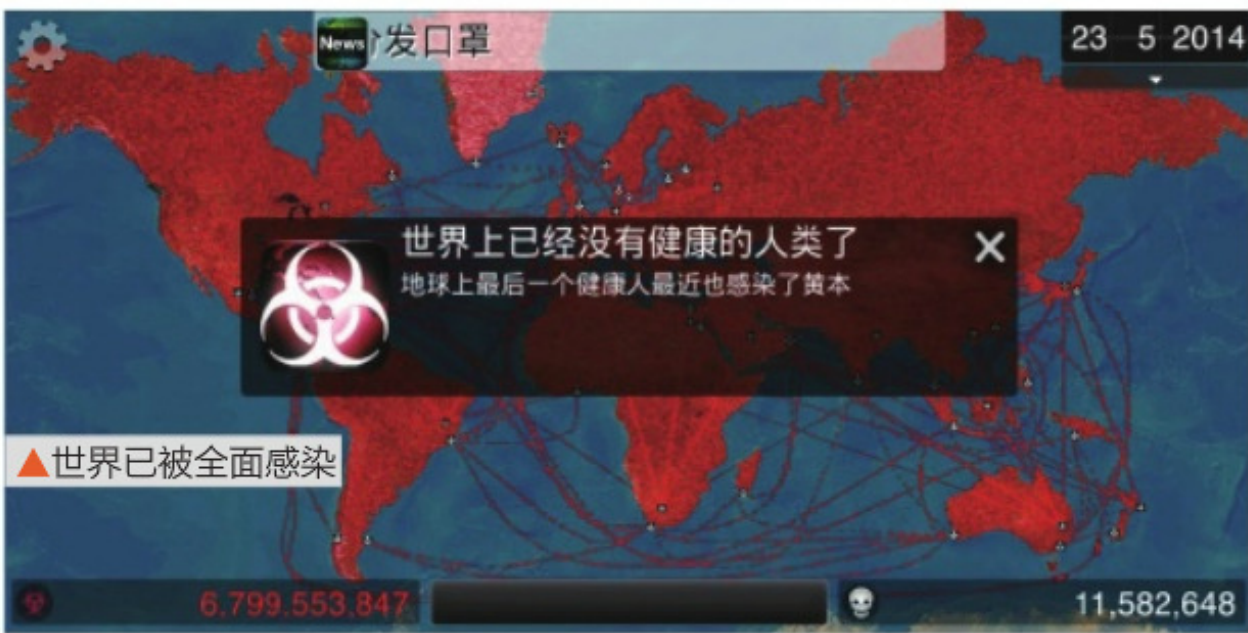 News
发口罩
23 5 2014
世界上已经没有健康的人类了
地球上最后一个健康人最近也感染了黄本
▲世界已被全面感染
6.799.553.847
11,582,648